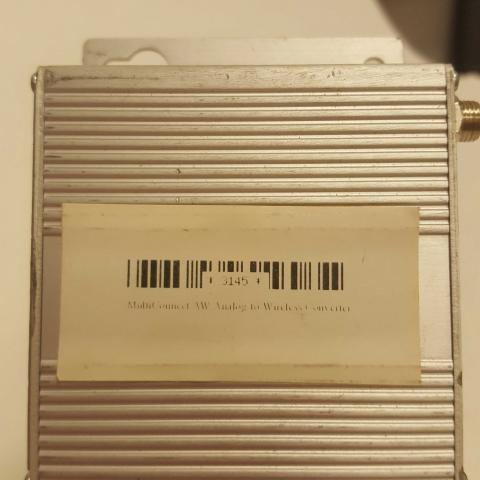 * 3145 *
MultiConnect AW Analog to Wireless Converter